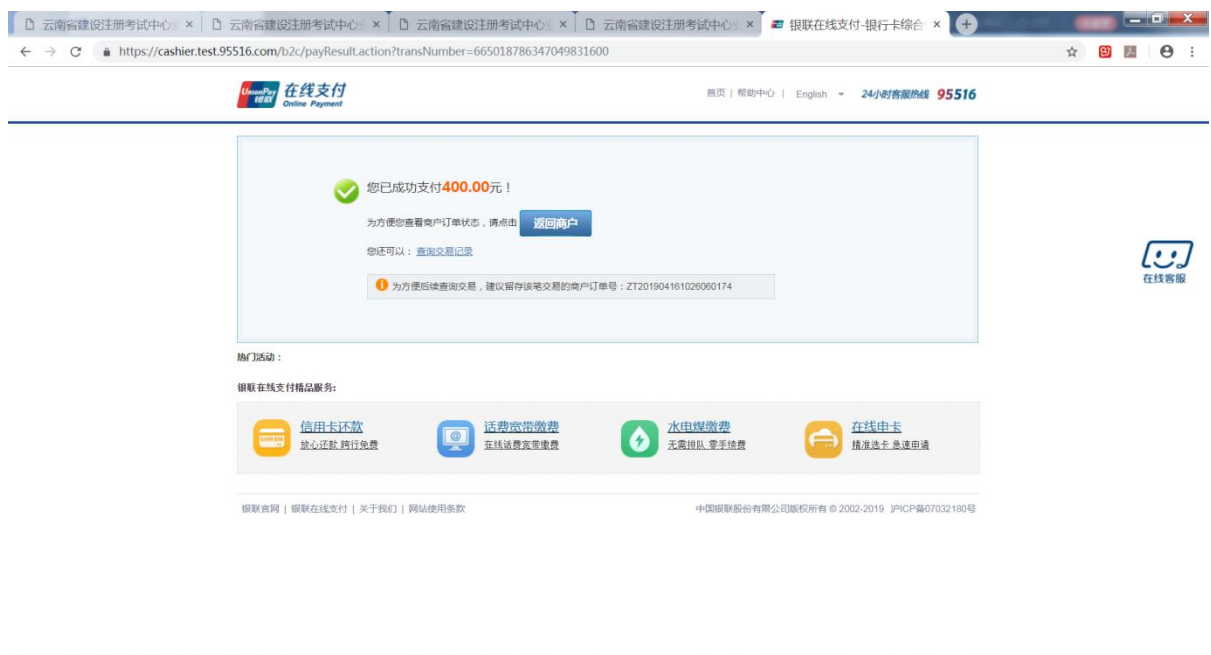 云南省建设注册考试中心 云南省建设注册考试中心 云南省建设注册考试中心 云南省建设注册考试中心 银联在线支付-银行卡综合
https://cashier.test.95516.com/b2c/payResult.action?transNumber=665018786347049831600
UnionPay 银联 在线支付 Online Payment
首页 | 帮助中心 | English 24小时客服热线 95516
您已成功支付400.00元！
为方便您查看商户订单状态，请点击 返回商户
您还可以： 查询交易记录
为方便后续查询交易，建议留存该笔交易的商户订单号：ZT201904161026060174
在线客服
热门活动：
银联在线支付精品服务:
信用卡还款 话费宽带缴费 水电煤缴费 在线申卡
放心还款 跨行免费 在线话费宽带缴费 无需排队 零手续费 精准选卡 急速申请
银联官网 | 银联在线支付 | 关于我们 | 网站使用条款 中国银联股份有限公司版权所有 © 2002-2019 沪ICP备07032180号